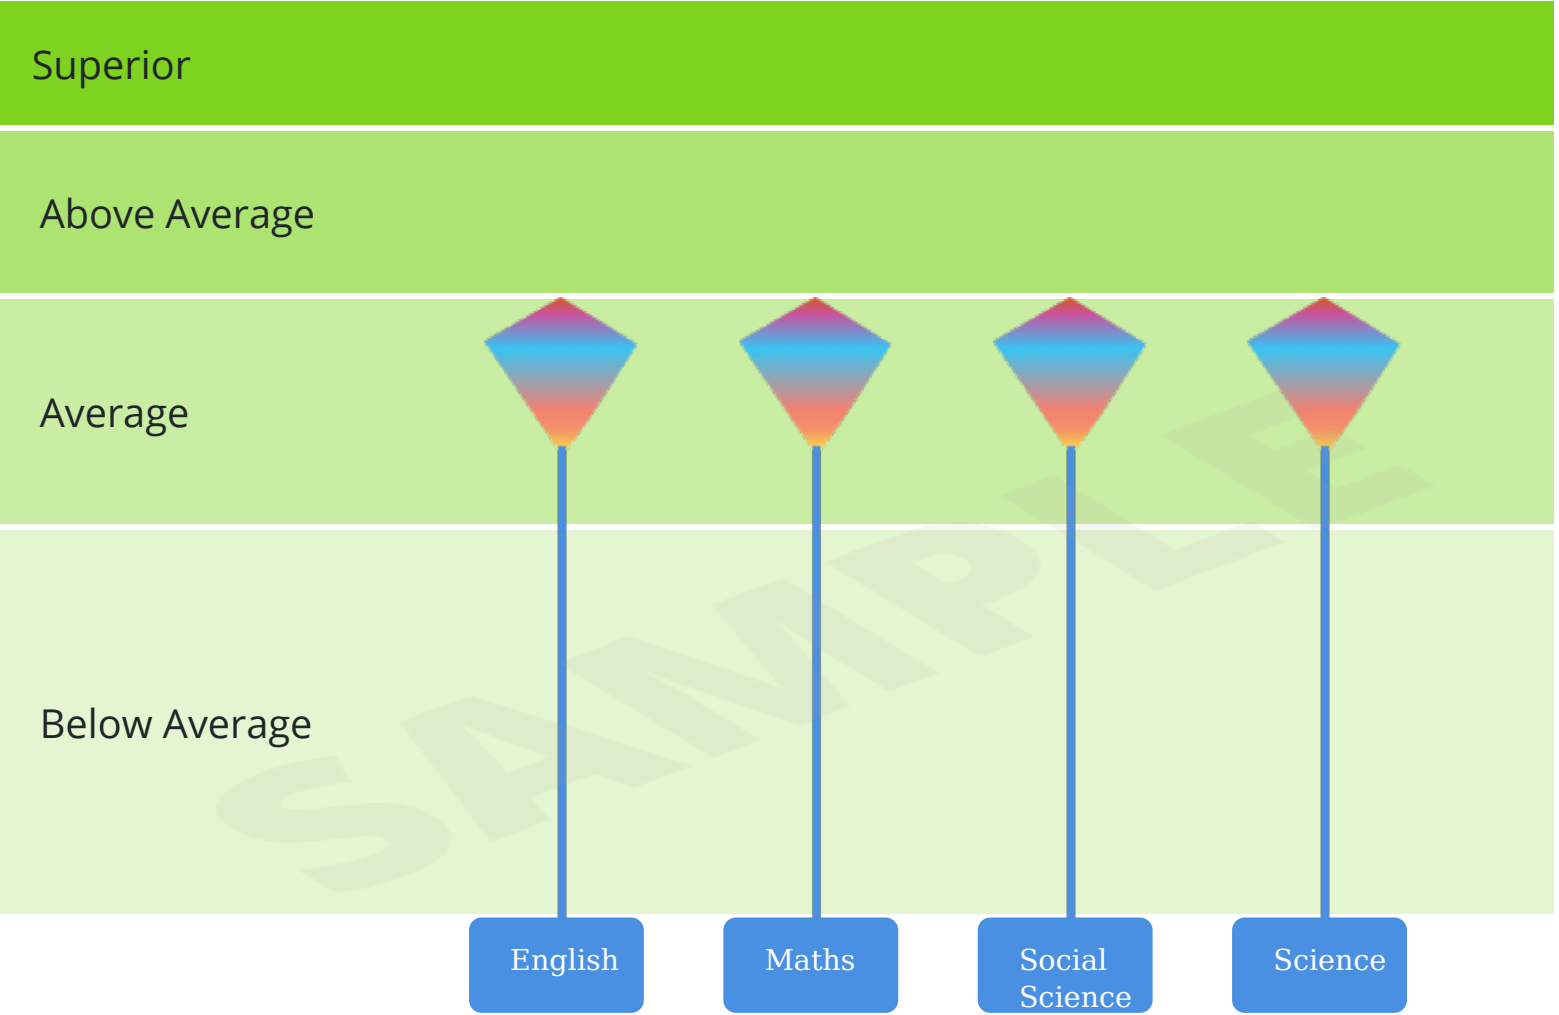 Superior
Above Average
Average
Below Average
SAMPLE
English
Maths
Social
Science
Science